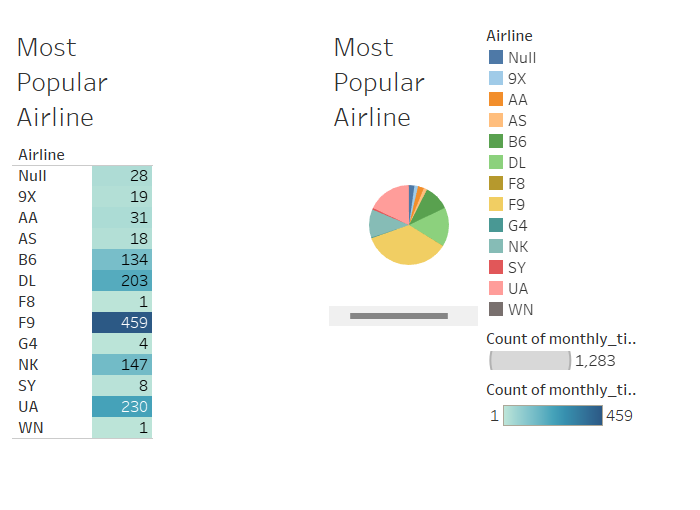 Most
Popular
Airline
Airline
Null 28
9X 19
AA 31
AS 18
B6 134
DL 203
F8 1
F9 459
G4 4
NK 147
SY 8
UA 230
WN 1
Most
Popular
Airline
Airline
Null
9X
AA
AS
B6
DL
F8
F9
G4
NK
SY
UA
WN
Count of monthly_ti..
1,283
Count of monthly_ti..
1 459